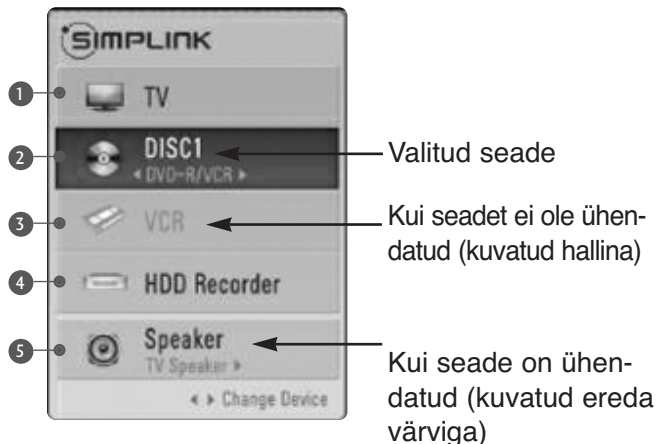 SIMPLINK
1 TV
2 DISC1
◄ DVD-R/VCR ►
3 VCR
4 HDD Recorder
5 Speaker
TV Speaker ►
◄ ► Change Device
Valitud seade
Kui seadet ei ole ühen-
datud (kuvatud hallina)
Kui seade on ühen-
datud (kuvatud ereda
värviga)